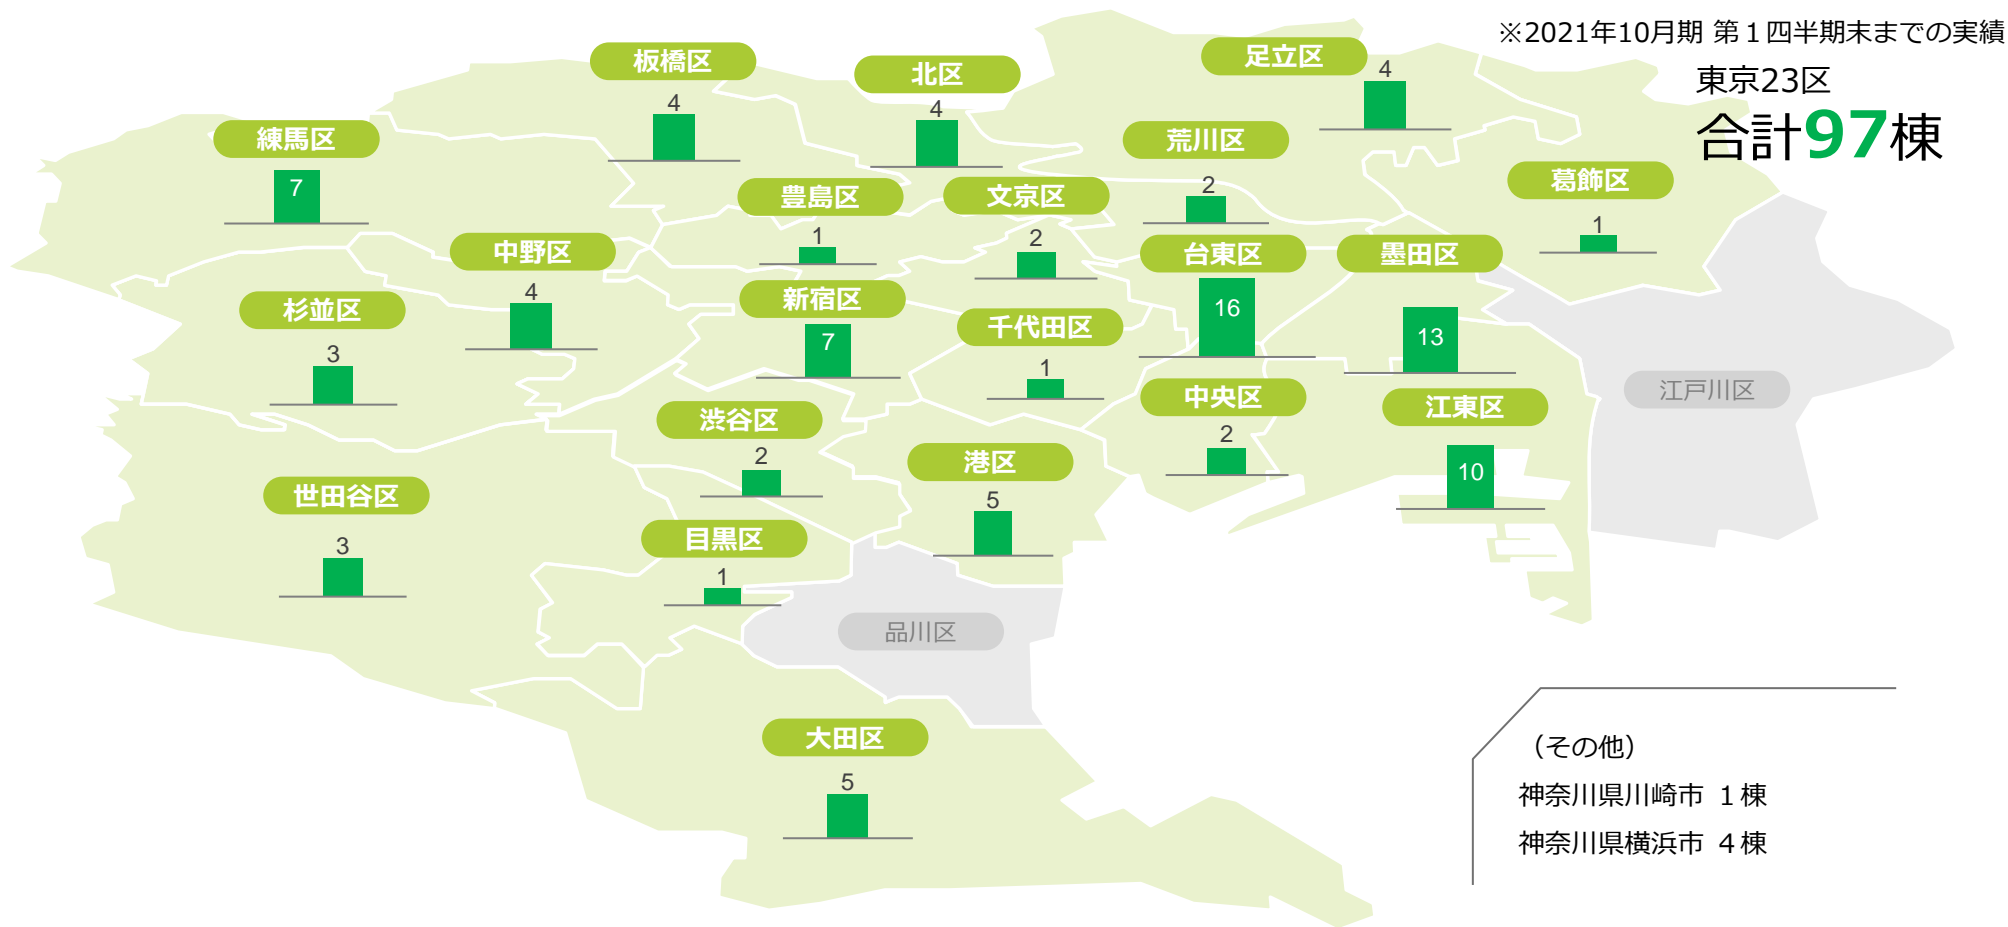 ※2021年10月期 第１四半期末までの実績
東京23区
合計97棟
板橋区
4
北区
4
足立区
4
練馬区
7
荒川区
2
葛飾区
1
豊島区
1
文京区
2
中野区
4
台東区
16
墨田区
13
杉並区
3
新宿区
7
千代田区
1
江戸川区
中央区
2
江東区
10
渋谷区
2
港区
5
世田谷区
3
目黒区
1
品川区
大田区
5
（その他）
神奈川県川崎市 １棟
神奈川県横浜市 ４棟